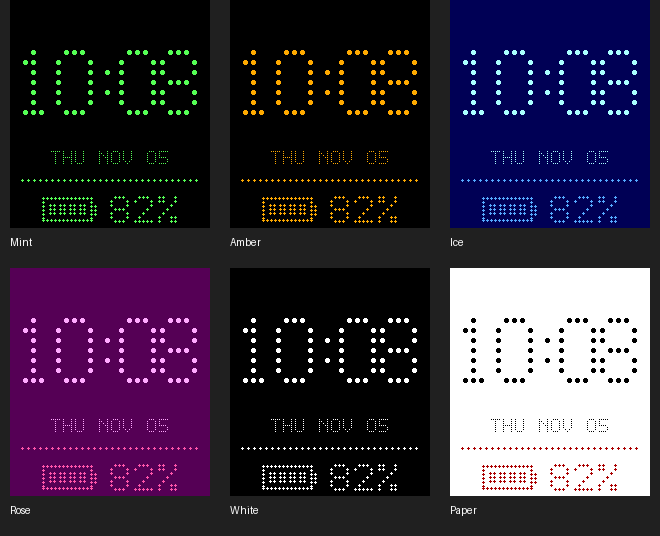 10:08 10:08 10:08
THU NOV 05 THU NOV 05 THU NOV 05
82% 82% 82%
Mint Amber Ice
10:08 10:08 10:08
THU NOV 05 THU NOV 05 THU NOV 05
82% 82% 82%
Rose White Paper